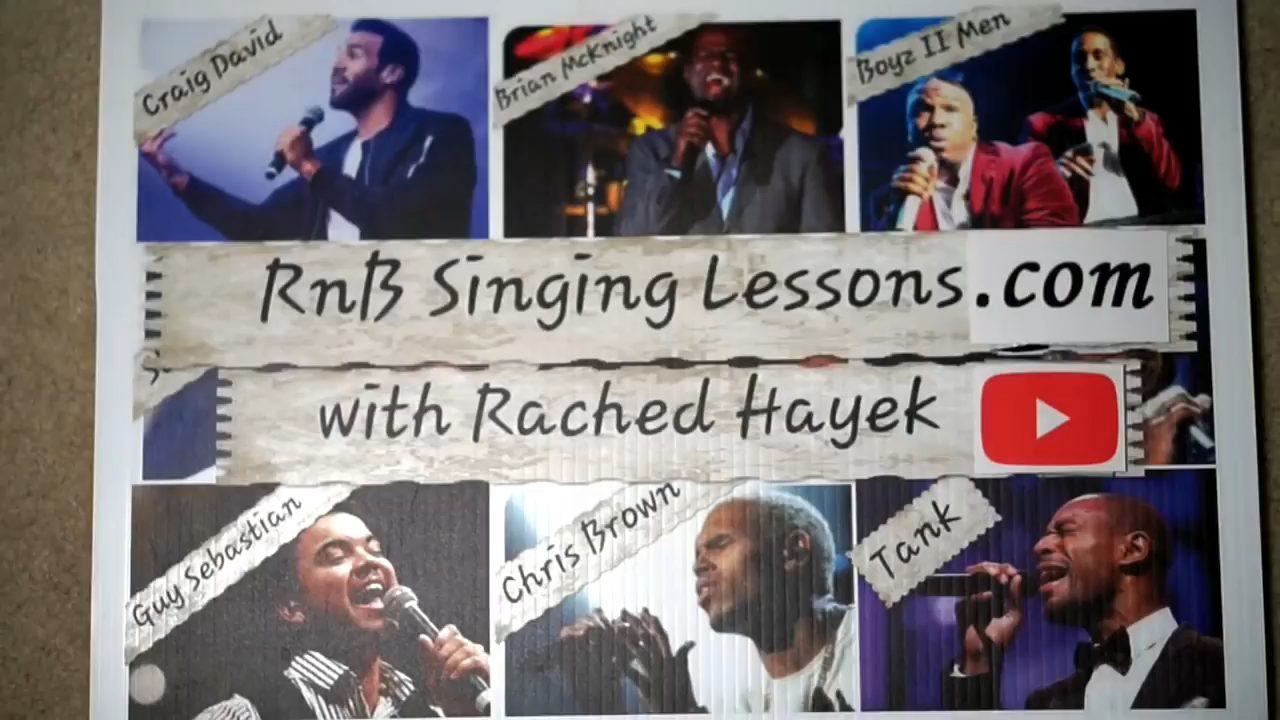 Craig David
Brian McKnight
Boyz II Men
RnB Singing Lessons.com
with Rached Hayek
Guy Sebastian
Chris Brown
Tank